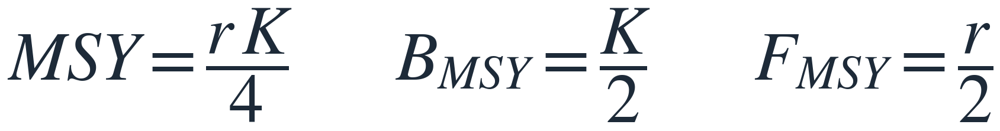 MSY = rK/4    B_MSY = K/2    F_MSY = r/2